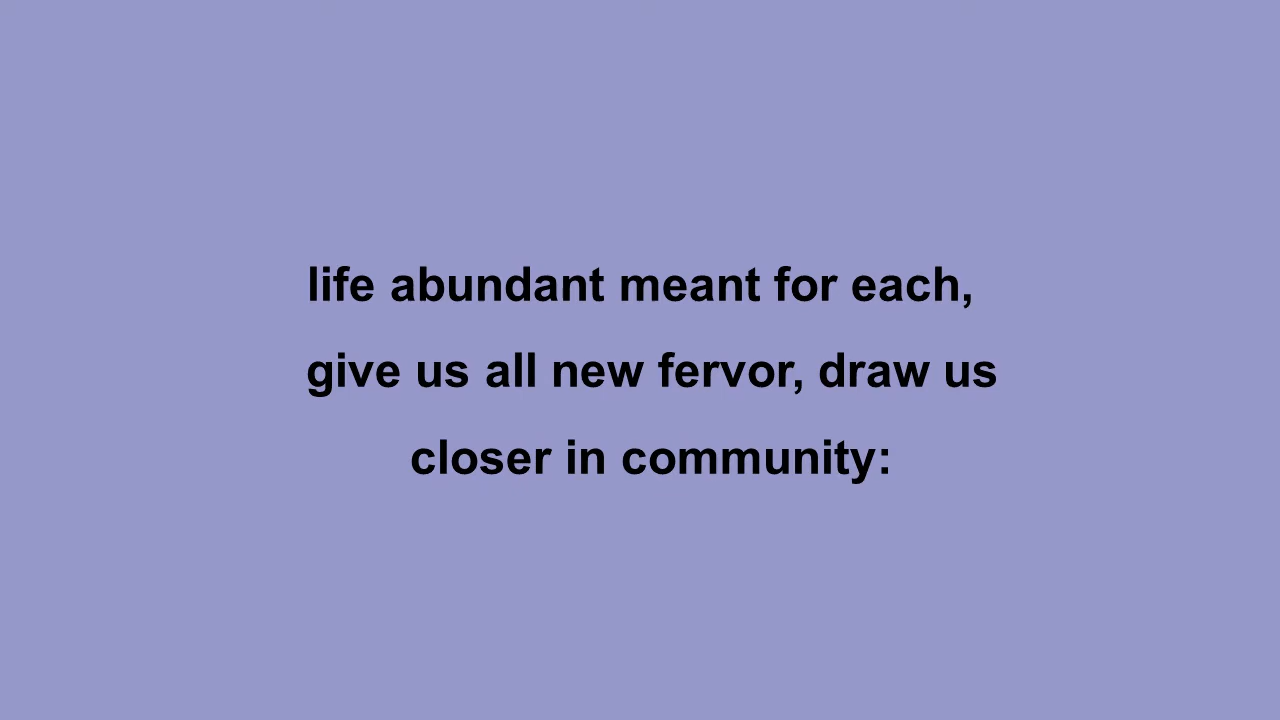 life abundant meant for each,
give us all new fervor, draw us
closer in community: